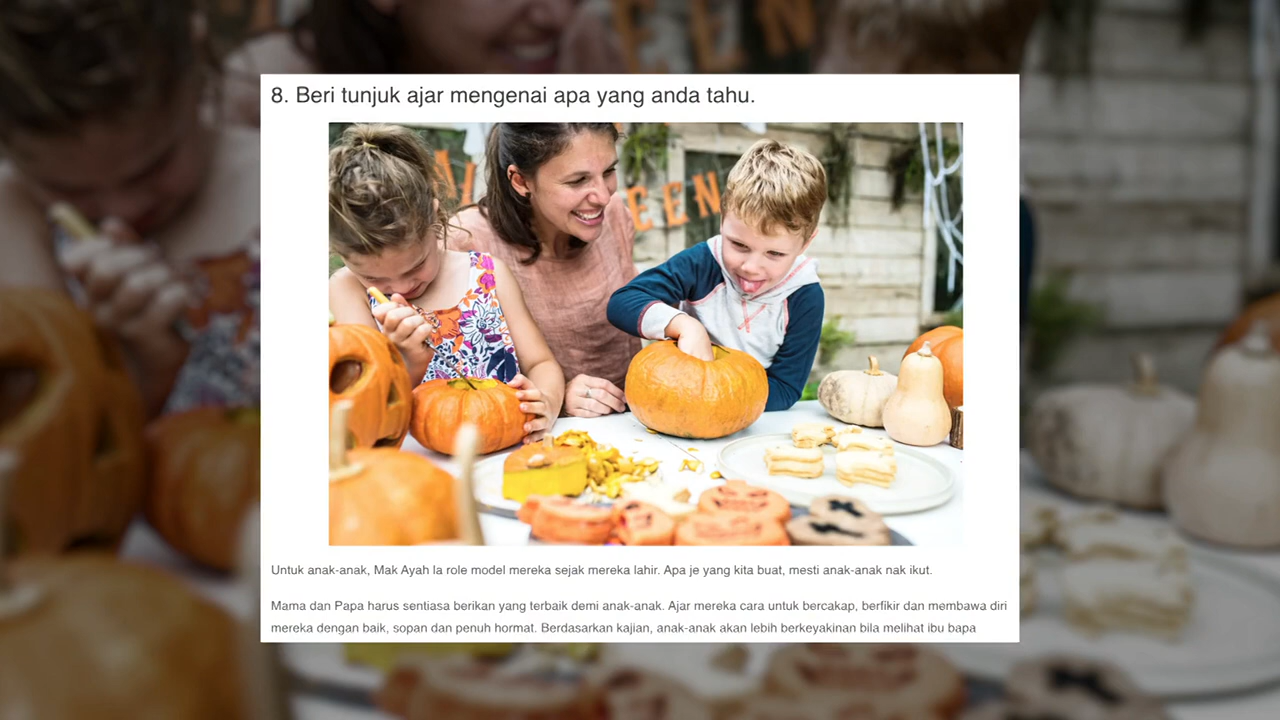 8. Beri tunjuk ajar mengenai apa yang anda tahu.
EEN
Untuk anak-anak, Mak Ayah la role model mereka sejak mereka lahir. Apa je yang kita buat, mesti anak-anak nak ikut.
Mama dan Papa harus sentiasa berikan yang terbaik demi anak-anak. Ajar mereka cara untuk bercakap, berfikir dan membawa diri
mereka dengan baik, sopan dan penuh hormat. Berdasarkan kajian, anak-anak akan lebih berkeyakinan bila melihat ibu bapa